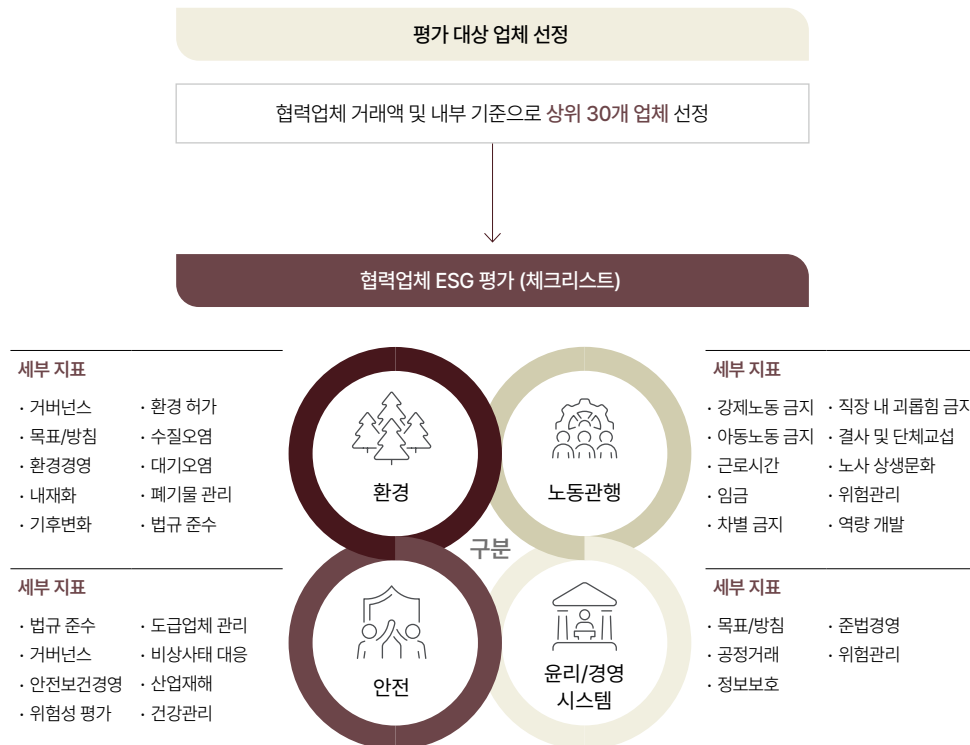 평가 대상 업체 선정
협력업체 거래액 및 내부 기준으로 상위 30개 업체 선정
협력업체 ESG 평가 (체크리스트)
세부 지표
· 거버넌스
· 목표/방침
· 환경경영
· 내재화
· 기후변화
· 환경 허가
· 수질오염
· 대기오염
· 폐기물 관리
· 법규 준수
환경
노동관행
세부 지표
· 강제노동 금지
· 아동노동 금지
· 근로시간
· 임금
· 차별 금지
· 직장 내 괴롭힘 금지
· 결사 및 단체교섭
· 노사 상생문화
· 위험관리
· 역량 개발
구분
세부 지표
· 법규 준수
· 거버넌스
· 안전보건경영
· 위험성 평가
· 도급업체 관리
· 비상사태 대응
· 산업재해
· 건강관리
안전
윤리/경영
시스템
세부 지표
· 목표/방침
· 공정거래
· 정보보호
· 준법경영
· 위험관리